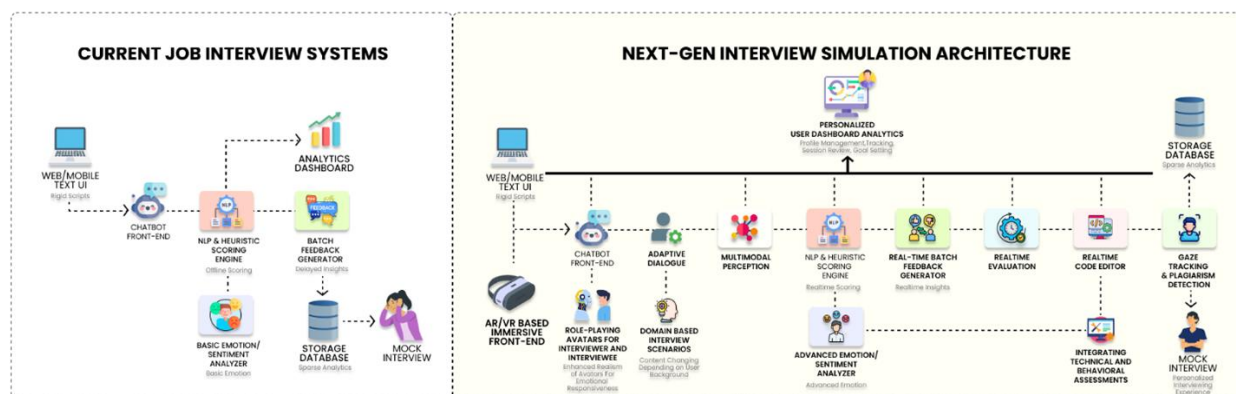 CURRENT JOB INTERVIEW SYSTEMS
WEB/MOBILE
TEXT UI
Rigid Scripts
CHATBOT
FRONT-END
NLP
NLP & HEURISTIC
SCORING
ENGINE
Offline Scoring
ANALYTICS
DASHBOARD
FEEDBACK
BATCH
FEEDBACK
GENERATOR
Delayed Insights
BASIC EMOTION/
SENTIMENT
ANALYZER
Basic Emotion
STORAGE
DATABASE
Sparse Analytics
MOCK
INTERVIEW
NEXT-GEN INTERVIEW SIMULATION ARCHITECTURE
PERSONALIZED
USER DASHBOARD ANALYTICS
Profile Management,Tracking,
Session Review, Goal Setting
WEB/MOBILE
TEXT UI
Rigid Scripts
AR/VR BASED
IMMERSIVE
FRONT-END
CHATBOT
FRONT-END
ROLE-PLAYING
AVATARS FOR
INTERVIEWER AND
INTERVIEWEE
Enhanced Realism
of Avatars For
Emotional
Responsiveness
ADAPTIVE
DIALOGUE
DOMAIN BASED
INTERVIEW
SCENARIOS
Content Changing
Depending on User
Background
MULTIMODAL
PERCEPTION
NLP
NLP & HEURISTIC
SCORING
ENGINE
Realtime Scoring
ADVANCED EMOTION/
SENTIMENT
ANALYZER
Advanced Emotion
REAL-TIME BATCH
FEEDBACK
GENERATOR
Realtime Insights
REALTIME
EVALUATION
</>
REALTIME
CODE EDITOR
INTEGRATING
TECHNICAL AND
BEHAVIORAL
ASSESSMENTS
STORAGE
DATABASE
Sparse Analytics
GAZE
TRACKING
& PLAGIARISM
DETECTION
MOCK
INTERVIEW
Personalized
Interviewing
Experience